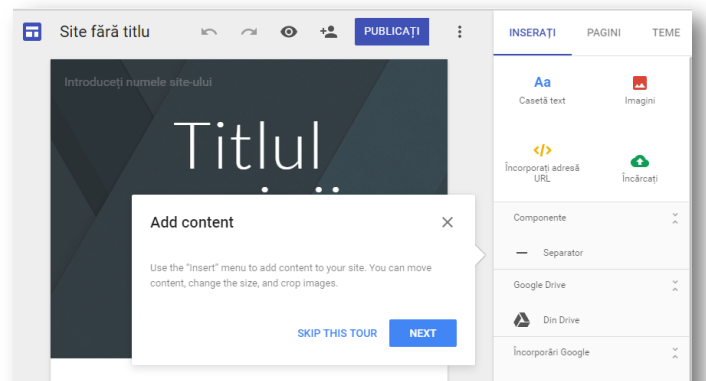 Site fără titlu
PUBLICAȚI
INSERAȚI PAGINI TEME
Introduceți numele site-ului
Titlul
Aa
Casetă text
Imagini
Încorporați adresă
URL
Încărcați
Componente
Separator
Google Drive
Din Drive
Încorporări Google
Add content
Use the "Insert" menu to add content to your site. You can move
content, change the size, and crop images.
SKIP THIS TOUR NEXT